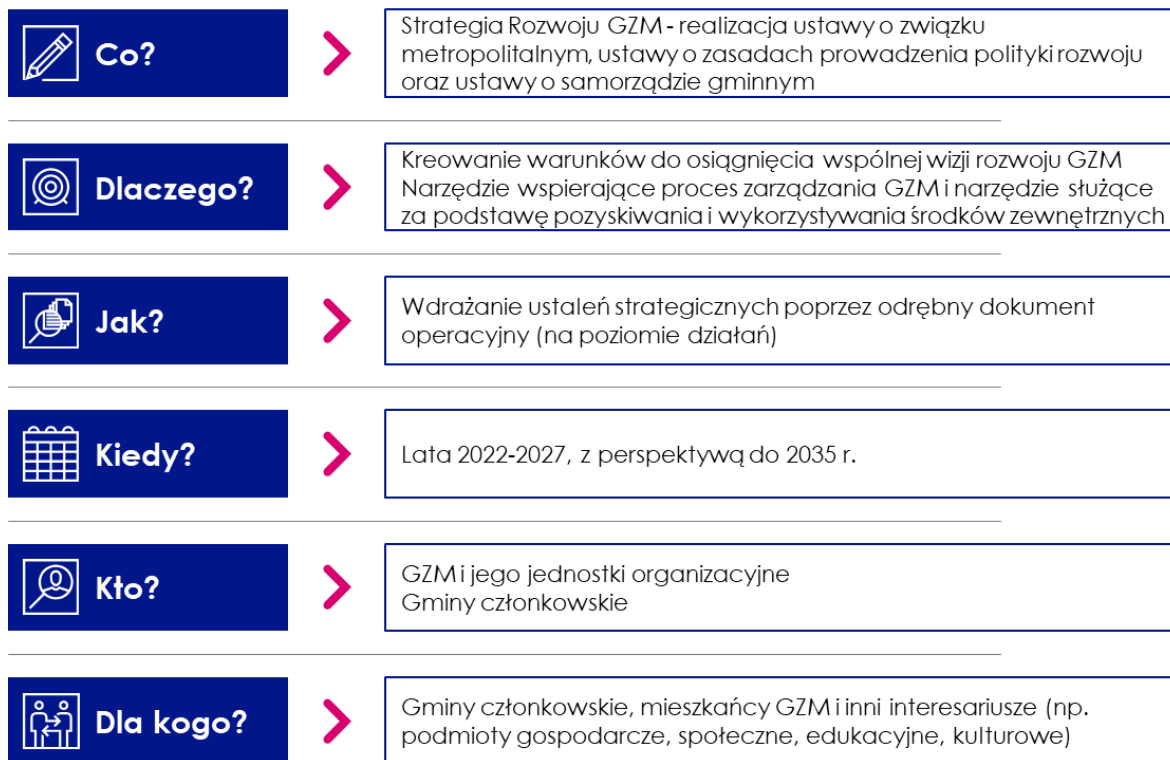 Co?
Strategia Rozwoju GZM - realizacja ustawy o związku
metropolitalnym, ustawy o zasadach prowadzenia polityki rozwoju
oraz ustawy o samorządzie gminnym
Dlaczego?
Kreowanie warunków do osiągnięcia wspólnej wizji rozwoju GZM
Narzędzie wspierające proces zarządzania GZM i narzędzie służące
za podstawę pozyskiwania i wykorzystywania środków zewnętrznych
Jak?
Wdrażanie ustaleń strategicznych poprzez odrębny dokument
operacyjny (na poziomie działań)
Kiedy?
Lata 2022-2027, z perspektywą do 2035 r.
Kto?
GZM i jego jednostki organizacyjne
Gminy członkowskie
Dla kogo?
Gminy członkowskie, mieszkańcy GZM i inni interesariusze (np.
podmioty gospodarcze, społeczne, edukacyjne, kulturowe)